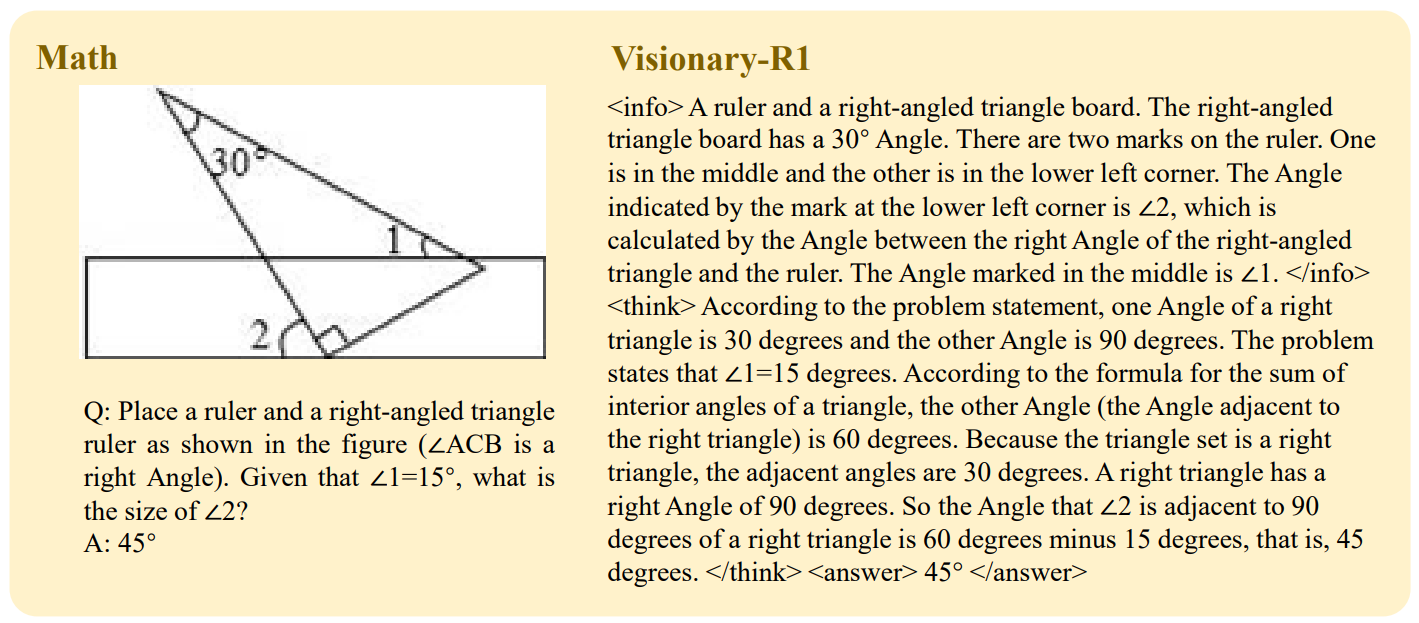 Math
30°
1
2
Q: Place a ruler and a right-angled triangle
ruler as shown in the figure (∠ACB is a
right Angle). Given that ∠1=15°, what is
the size of ∠2?
A: 45°
Visionary-R1
<info> A ruler and a right-angled triangle board. The right-angled
triangle board has a 30° Angle. There are two marks on the ruler. One
is in the middle and the other is in the lower left corner. The Angle
indicated by the mark at the lower left corner is ∠2, which is
calculated by the Angle between the right Angle of the right-angled
triangle and the ruler. The Angle marked in the middle is ∠1. </info>
<think> According to the problem statement, one Angle of a right
triangle is 30 degrees and the other Angle is 90 degrees. The problem
states that ∠1=15 degrees. According to the formula for the sum of
interior angles of a triangle, the other Angle (the Angle adjacent to
the right triangle) is 60 degrees. Because the triangle set is a right
triangle, the adjacent angles are 30 degrees. A right triangle has a
right Angle of 90 degrees. So the Angle that ∠2 is adjacent to 90
degrees of a right triangle is 60 degrees minus 15 degrees, that is, 45
degrees. </think> <answer> 45° </answer>